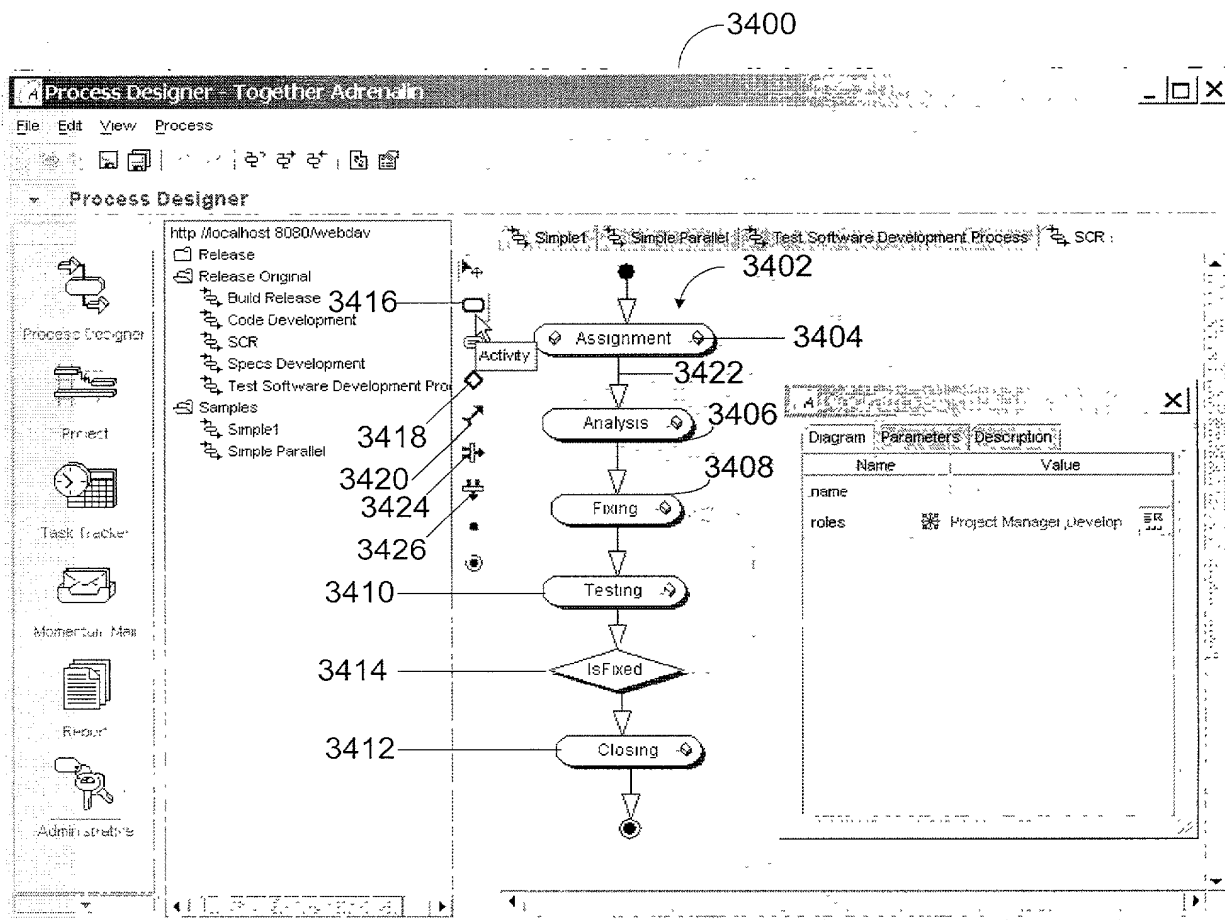 3400
Process Designer - Together Adrenalin
File Edit View Process
Process Designer
http //localhost 8080/webdav
Release
Release Original
Build Release
Code Development
SCR
Specs Development
Test Software Development Pro
Samples
Simple1
Simple Parallel
Process Designer
Project
Task Tracker
Momentum Max
Report
Administrative
Simple1
Simple Parallel
Test Software Development Process
SCR
3402
3416
Activity
Assignment
3404
3422
3418
Analysis
3406
3420
3408
3424
Fixing
3426
3410
Testing
3414
IsFixed
3412
Closing
Diagram Parameters Description
Name Value
name
roles Project Manager,Develop